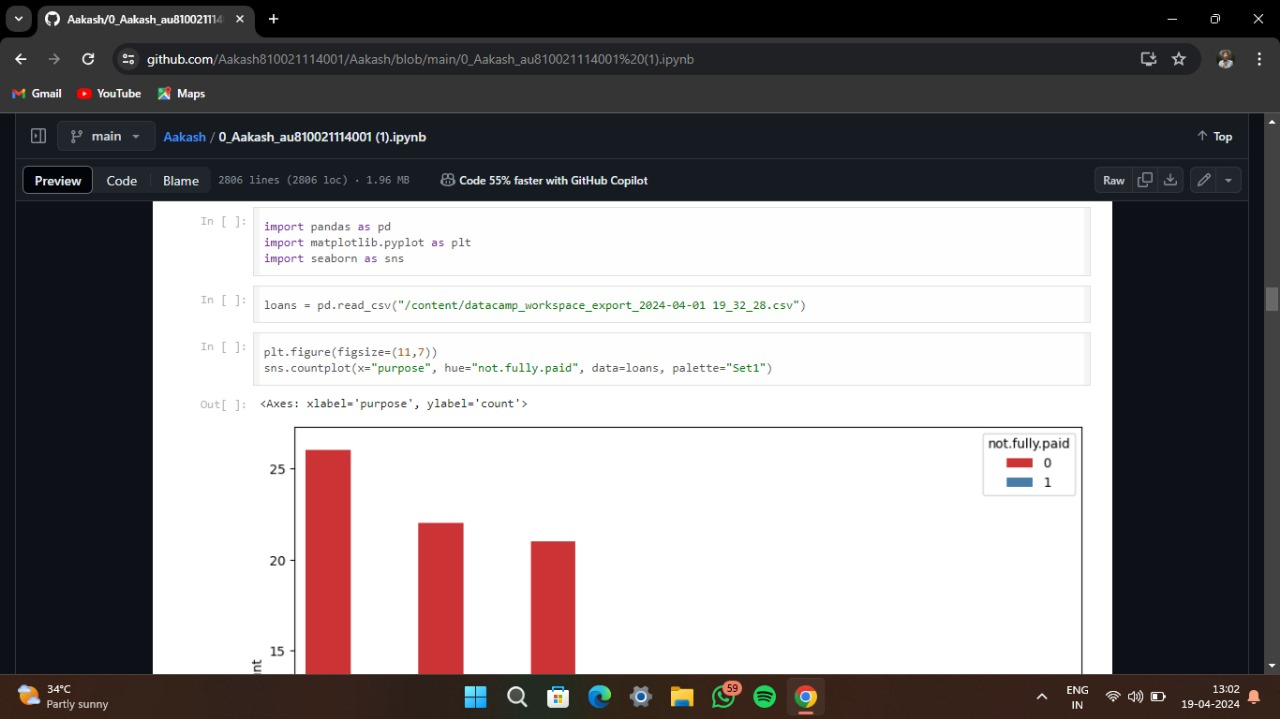 Aakash/0_Aakash_au8100211140
github.com/Aakash810021114001/Aakash/blob/main/0_Aakash_au810021114001%20(1).ipynb
Gmail YouTube Maps
main Aakash / 0_Aakash_au810021114001 (1).ipynb Top
Preview Code Blame 2806 lines (2806 loc) · 1.96 MB Code 55% faster with GitHub Copilot Raw
In [ ]:
import pandas as pd
import matplotlib.pyplot as plt
import seaborn as sns
In [ ]:
loans = pd.read_csv("/content/datacamp_workspace_export_2024-04-01 19_32_28.csv")
In [ ]:
plt.figure(figsize=(11,7))
sns.countplot(x="purpose", hue="not.fully.paid", data=loans, palette="Set1")
Out[ ]:
<Axes: xlabel='purpose', ylabel='count'>
not.fully.paid
0
1
25
20
15
34°C
Partly sunny
59
ENG
IN
13:02
19-04-2024